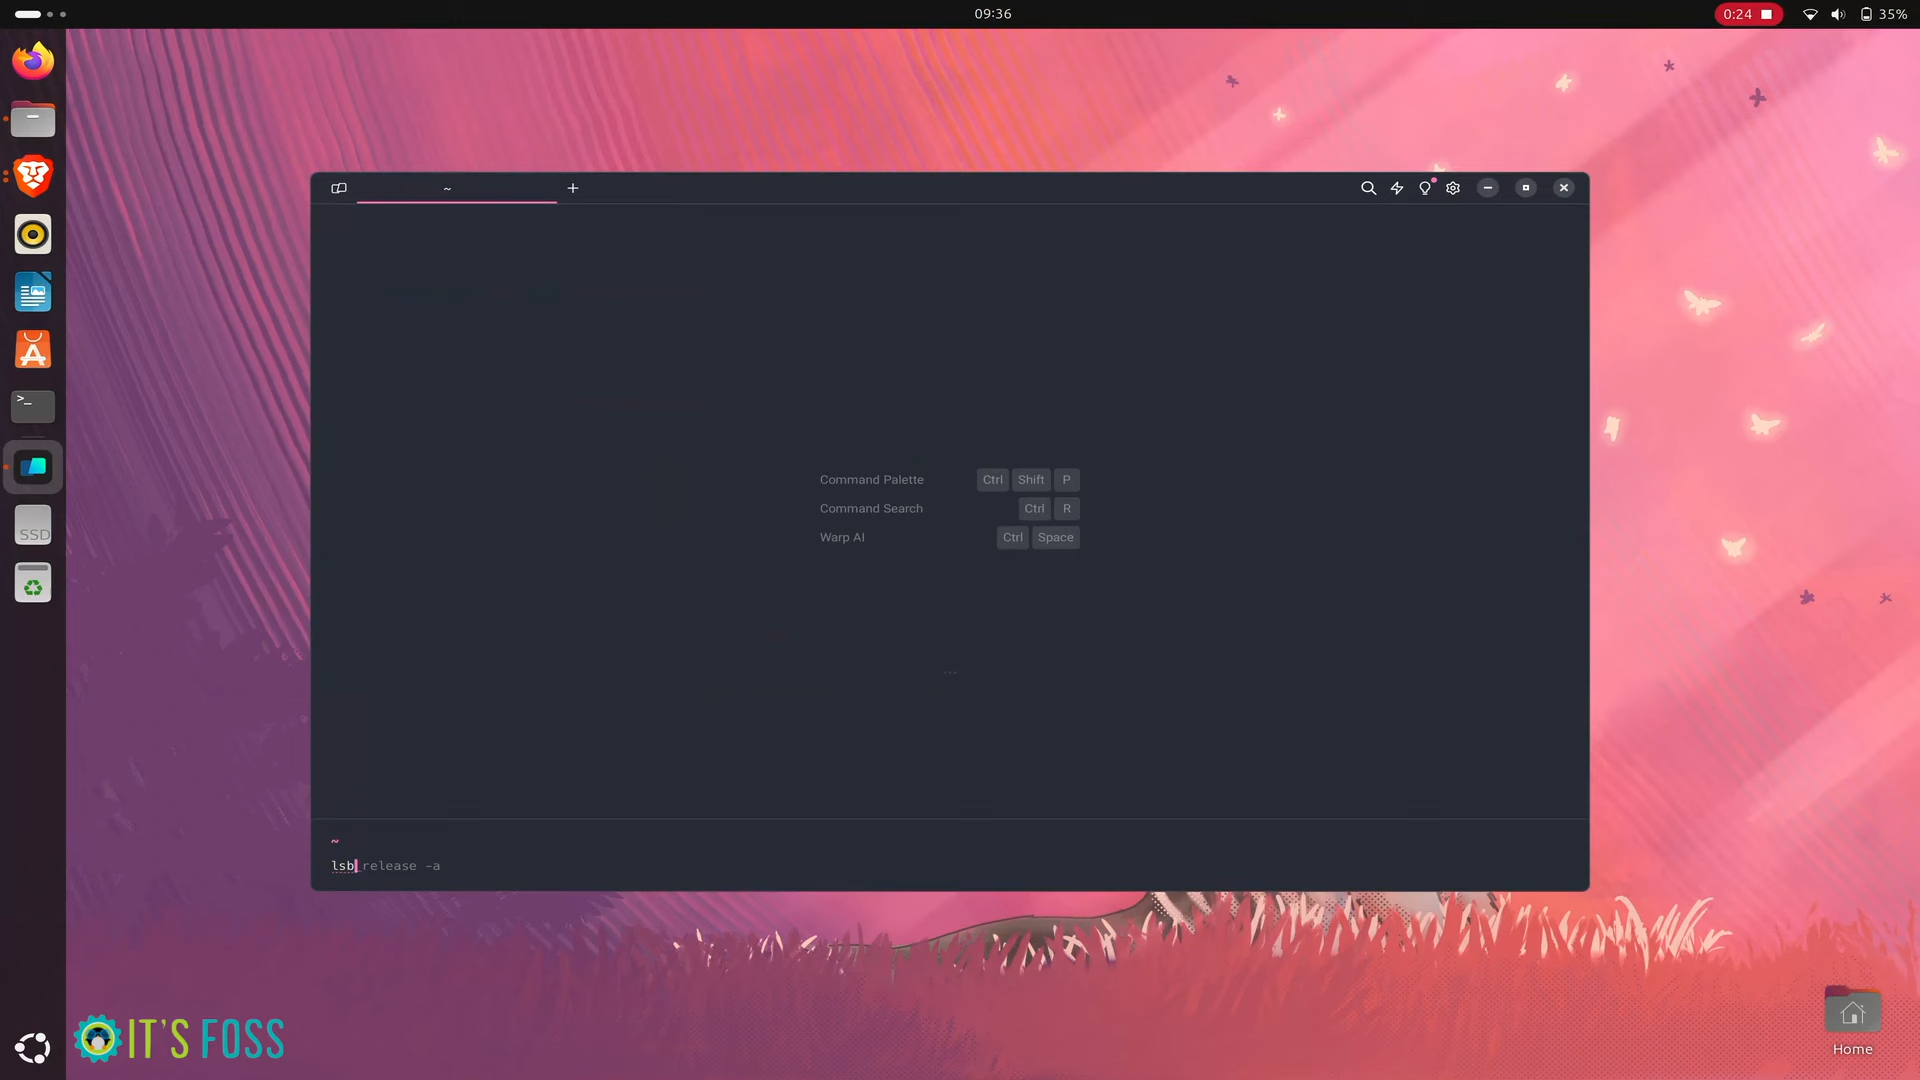 09:36
0:24
35%
~
Command Palette Ctrl Shift P
Command Search Ctrl R
Warp AI Ctrl Space
...
~
lsb_release -a
>_
SSD
IT'S FOSS
Home